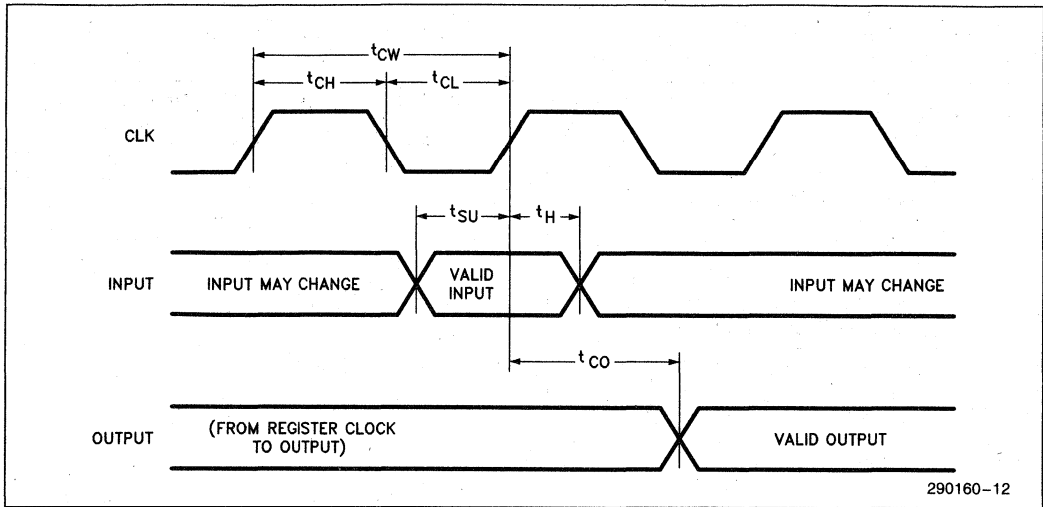 tCW
tCH
tCL
CLK
tSU
tH
INPUT
INPUT MAY CHANGE
VALID
INPUT
INPUT MAY CHANGE
tCO
OUTPUT
(FROM REGISTER CLOCK
TO OUTPUT)
VALID OUTPUT
290160-12